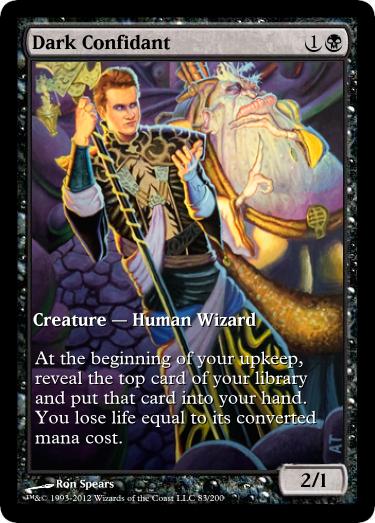 Dark Confidant 1
Creature — Human Wizard
At the beginning of your upkeep,
reveal the top card of your library
and put that card into your hand.
You lose life equal to its converted
mana cost.
AT
Ron Spears
™& © 1993-2012 Wizards of the Coast LLC 83/200
2/1